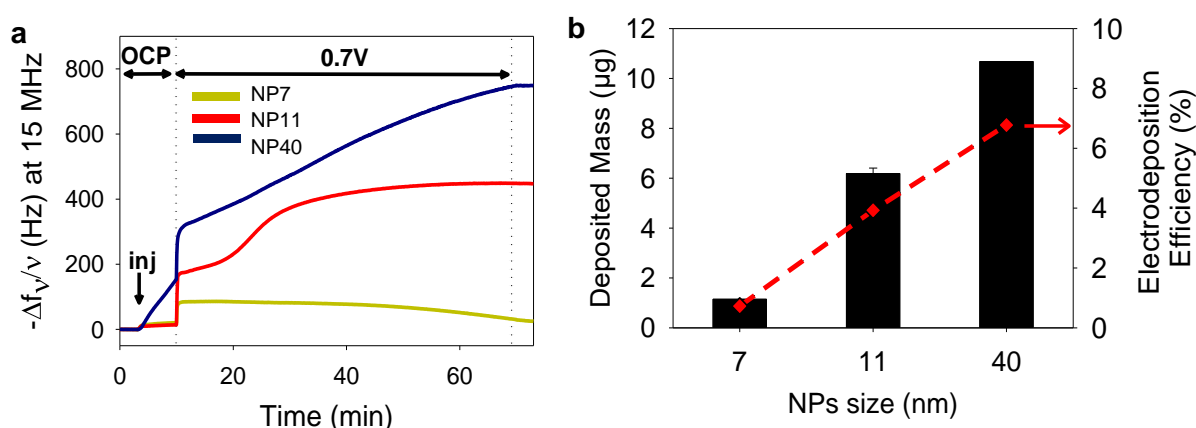 a
OCP
0.7V
800
600
400
200
0
-Δfν/ν (Hz) at 15 MHz
NP7
NP11
NP40
inj
0 20 40 60
Time (min)
b
12
10
8
6
4
2
0
Deposited Mass (µg)
10
8
6
4
2
0
Electrodeposition
Efficiency (%)
7 11 40
NPs size (nm)